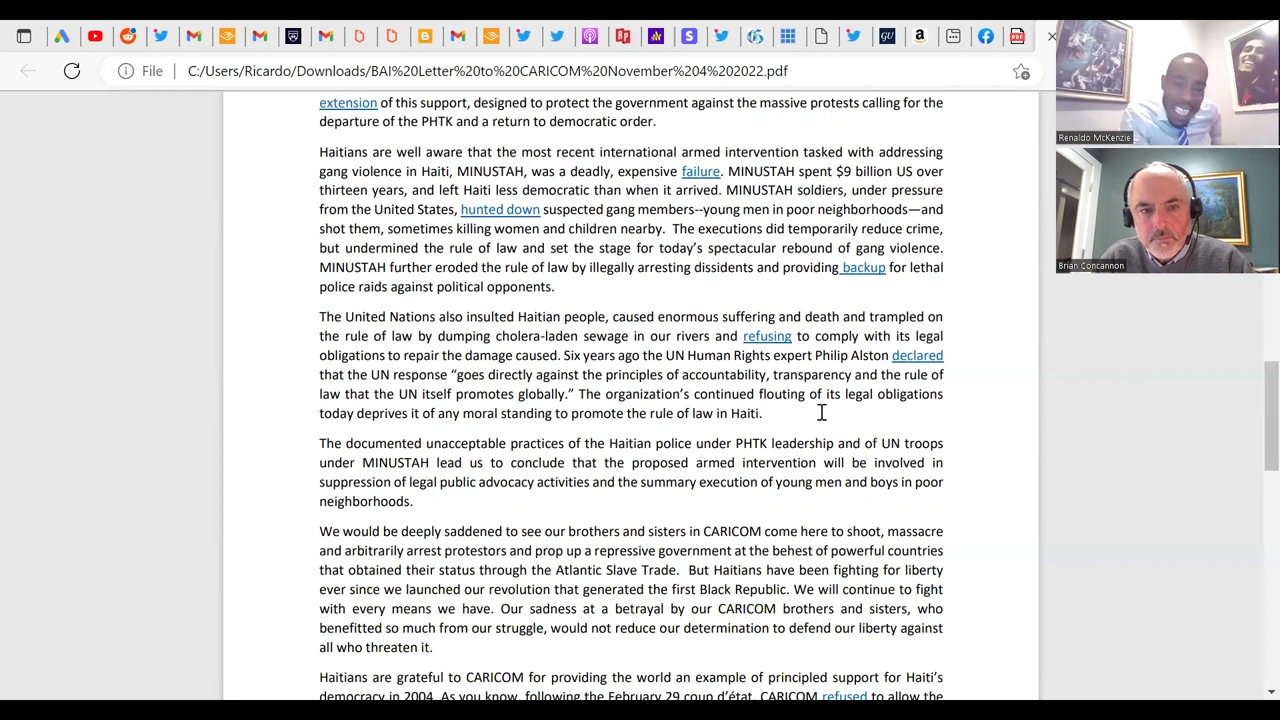 File
C:/Users/Ricardo/Downloads/BAI%20Letter%20to%20CARICOM%20November%204%202022.pdf
extension of this support, designed to protect the government against the massive protests calling for the
departure of the PHTK and a return to democratic order.
Haitians are well aware that the most recent international armed intervention tasked with addressing
gang violence in Haiti, MINUSTAH, was a deadly, expensive failure. MINUSTAH spent $9 billion US over
thirteen years, and left Haiti less democratic than when it arrived. MINUSTAH soldiers, under pressure
from the United States, hunted down suspected gang members--young men in poor neighborhoods—and
shot them, sometimes killing women and children nearby.  The executions did temporarily reduce crime,
but undermined the rule of law and set the stage for today's spectacular rebound of gang violence.
MINUSTAH further eroded the rule of law by illegally arresting dissidents and providing backup for lethal
police raids against political opponents.
The United Nations also insulted Haitian people, caused enormous suffering and death and trampled on
the rule of law by dumping cholera-laden sewage in our rivers and refusing to comply with its legal
obligations to repair the damage caused. Six years ago the UN Human Rights expert Philip Alston declared
that the UN response “goes directly against the principles of accountability, transparency and the rule of
law that the UN itself promotes globally.” The organization's continued flouting of its legal obligations
today deprives it of any moral standing to promote the rule of law in Haiti.
The documented unacceptable practices of the Haitian police under PHTK leadership and of UN troops
under MINUSTAH lead us to conclude that the proposed armed intervention will be involved in
suppression of legal public advocacy activities and the summary execution of young men and boys in poor
neighborhoods.
We would be deeply saddened to see our brothers and sisters in CARICOM come here to shoot, massacre
and arbitrarily arrest protestors and prop up a repressive government at the behest of powerful countries
that obtained their status through the Atlantic Slave Trade.  But Haitians have been fighting for liberty
ever since we launched our revolution that generated the first Black Republic. We will continue to fight
with every means we have. Our sadness at a betrayal by our CARICOM brothers and sisters, who
benefitted so much from our struggle, would not reduce our determination to defend our liberty against
all who threaten it.
Haitians are grateful to CARICOM for providing the world an example of principled support for Haiti's
democracy in 2004. As you know, following the February 29 coup d'état, CARICOM refused to allow the
Renaldo McKenzie
Brian Concannon